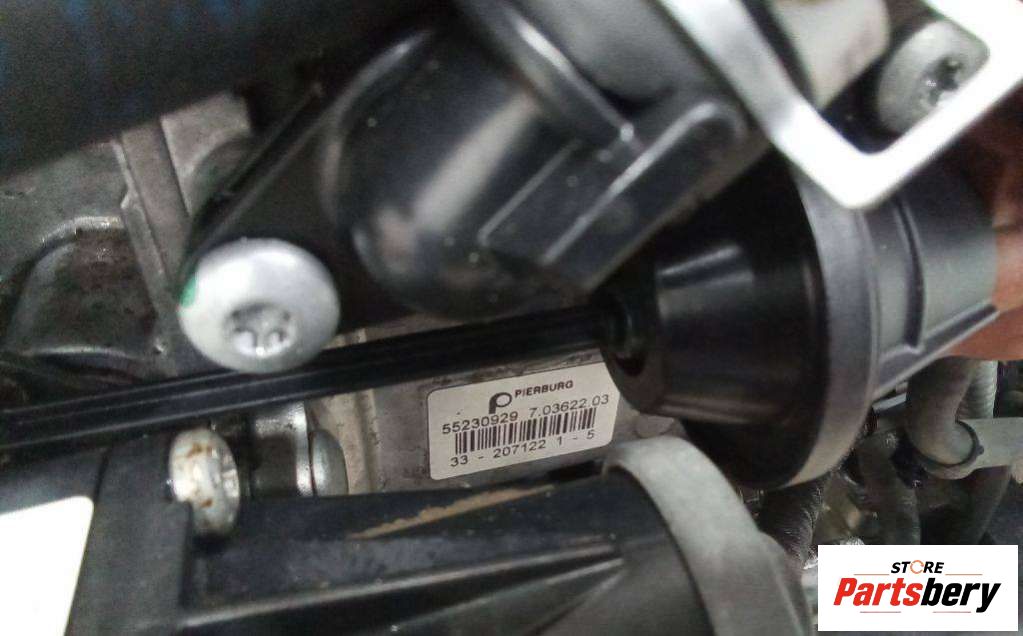 PIERBURG
55230929 7.03622.03
33 - 207122 1 - 5
STORE
Partsbery